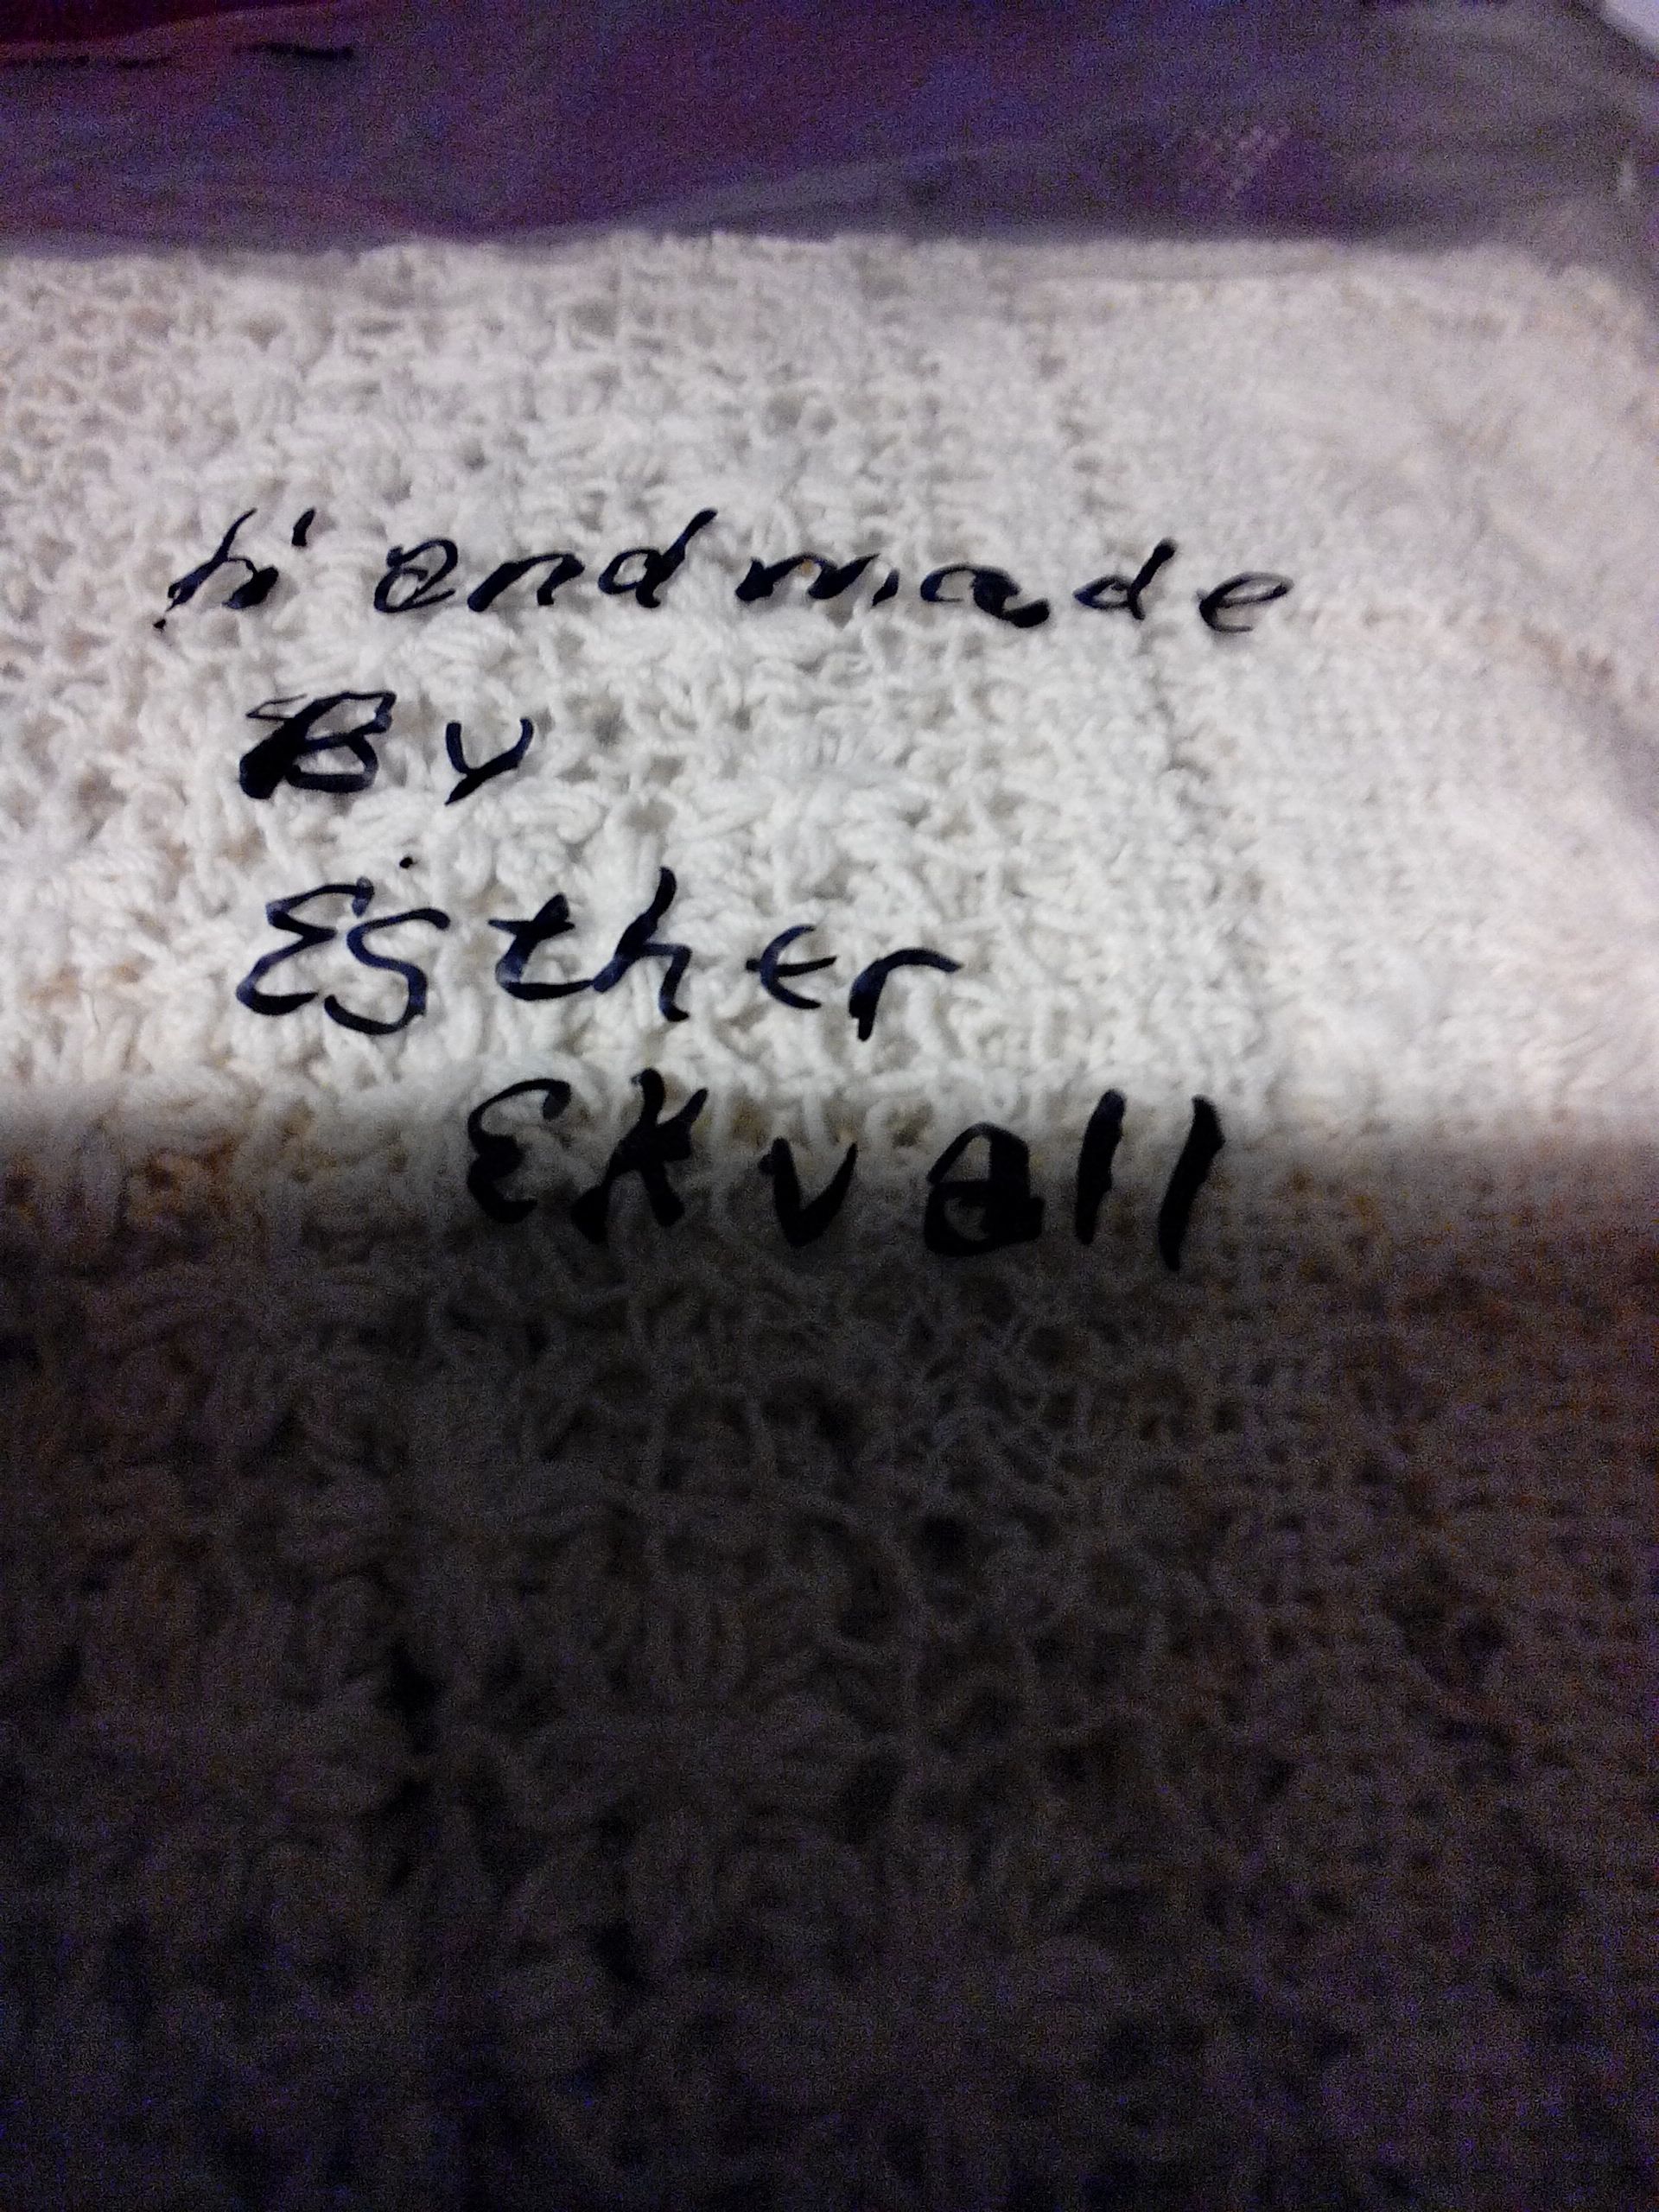 Handmade
By
Esther
Ekvall